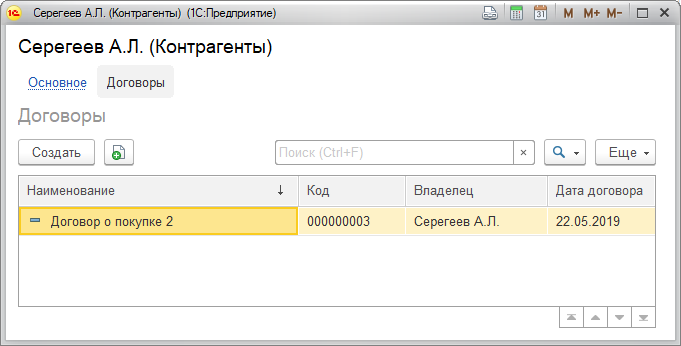 Серегеев А.Л. (Контрагенты) (1С:Предприятие)
M M+ M-
Серегеев А.Л. (Контрагенты)
Основное Договоры
Договоры
Создать Поиск (Ctrl+F) × Еще
Наименование ↓ Код Владелец Дата договора
Договор о покупке 2 000000003 Серегеев А.Л. 22.05.2019